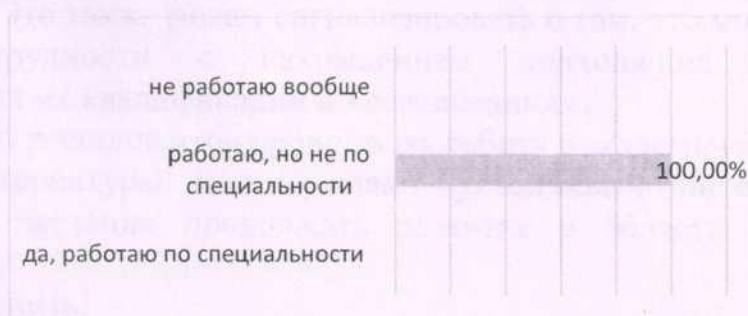 не работаю вообще
работаю, но не по
специальности
100,00%
да, работаю по специальности